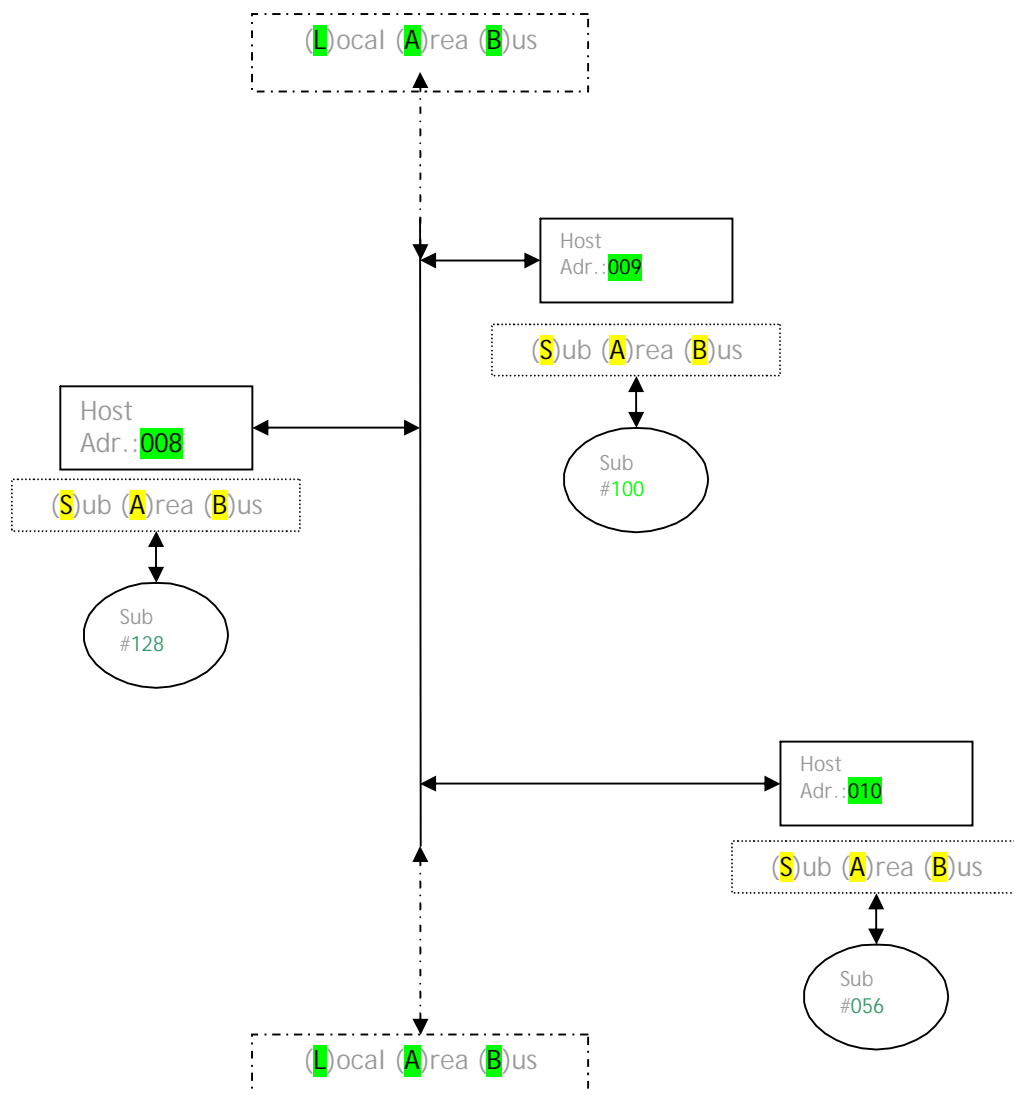 (L)ocal (A)rea (B)us
Host
Adr.:009
(S)ub (A)rea (B)us
Sub
#100
Host
Adr.:008
(S)ub (A)rea (B)us
Sub
#128
Host
Adr.:010
(S)ub (A)rea (B)us
Sub
#056
(L)ocal (A)rea (B)us